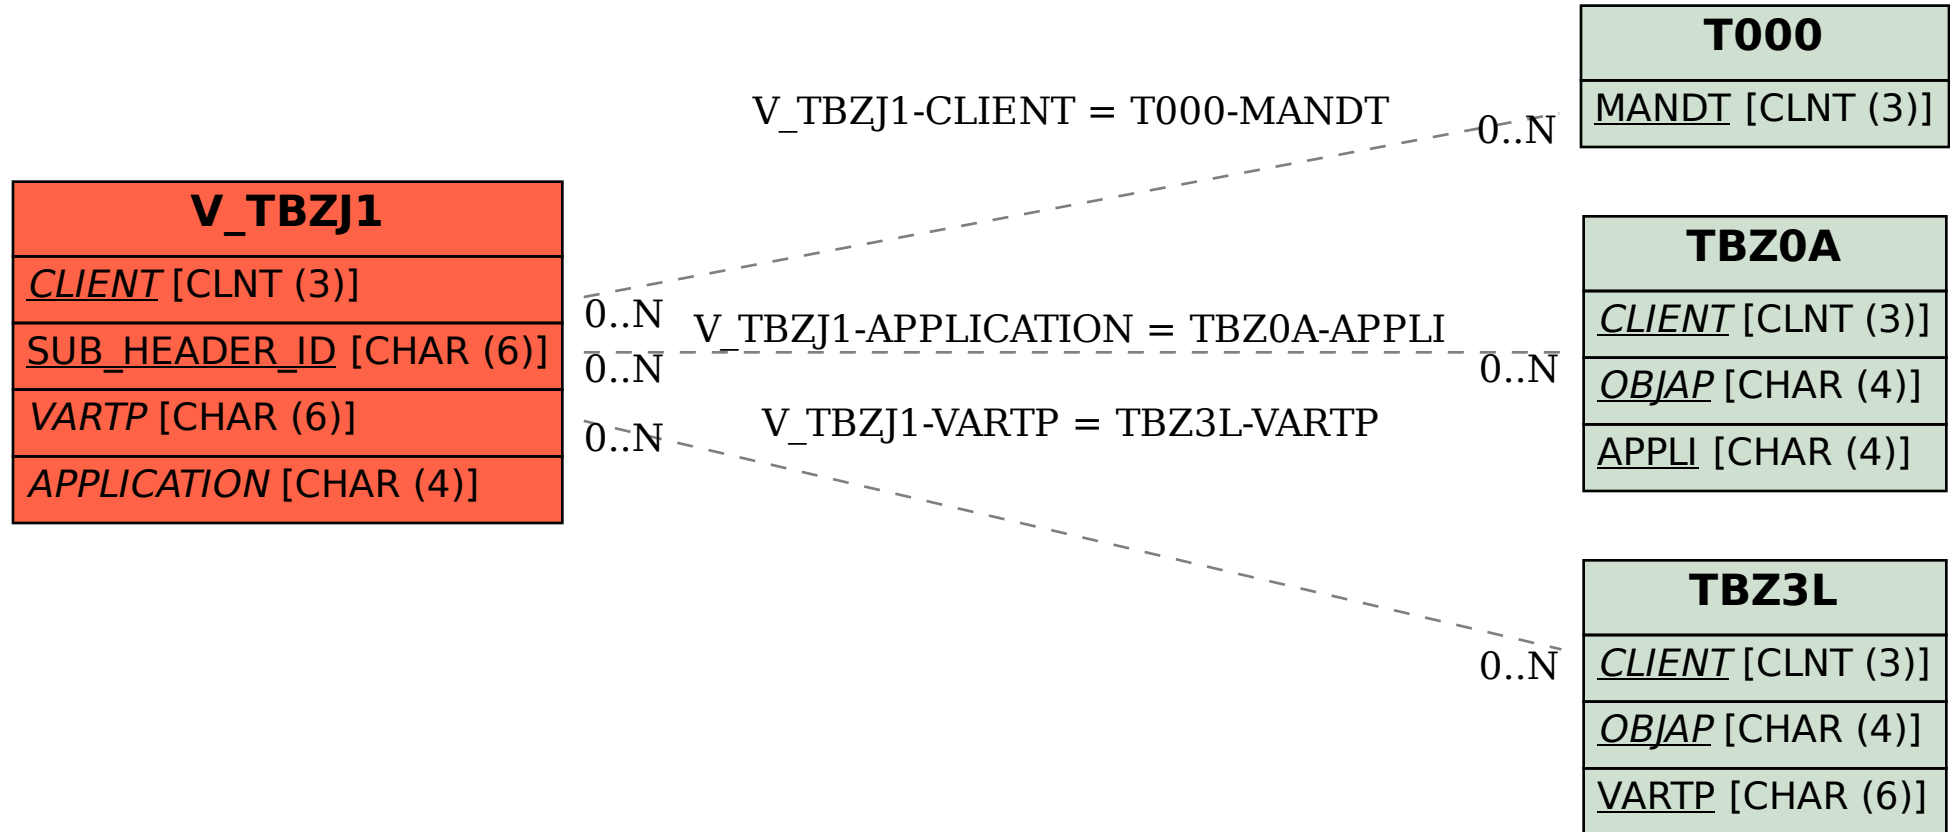 V_TBZJ1
CLIENT [CLNT (3)]
SUB_HEADER_ID [CHAR (6)]
VARTP [CHAR (6)]
APPLICATION [CHAR (4)]
V_TBZJ1-CLIENT = T000-MANDT
0..N
0..N
V_TBZJ1-APPLICATION = TBZ0A-APPLI
0..N
0..N
V_TBZJ1-VARTP = TBZ3L-VARTP
0..N
0..N
T000
MANDT [CLNT (3)]
TBZ0A
CLIENT [CLNT (3)]
OBJAP [CHAR (4)]
APPLI [CHAR (4)]
TBZ3L
CLIENT [CLNT (3)]
OBJAP [CHAR (4)]
VARTP [CHAR (6)]